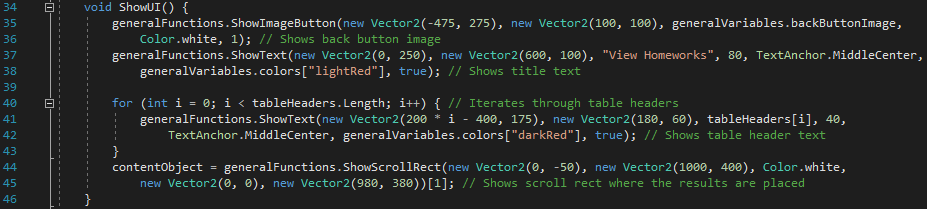 34 void ShowUI() {
35 generalFunctions.ShowImageButton(new Vector2(-475, 275), new Vector2(100, 100), generalVariables.backButtonImage,
36 Color.white, 1); // Shows back button image
37 generalFunctions.ShowText(new Vector2(0, 250), new Vector2(600, 100), "View Homeworks", 80, TextAnchor.MiddleCenter,
38 generalVariables.colors["lightRed"], true); // Shows title text
39
40 for (int i = 0; i < tableHeaders.Length; i++) { // Iterates through table headers
41 generalFunctions.ShowText(new Vector2(200 * i - 400, 175), new Vector2(180, 60), tableHeaders[i], 40,
42 TextAnchor.MiddleCenter, generalVariables.colors["darkRed"], true); // Shows table header text
43 }
44 contentObject = generalFunctions.ShowScrollRect(new Vector2(0, -50), new Vector2(1000, 400), Color.white,
45 new Vector2(0, 0), new Vector2(980, 380))[1]; // Shows scroll rect where the results are placed
46 }